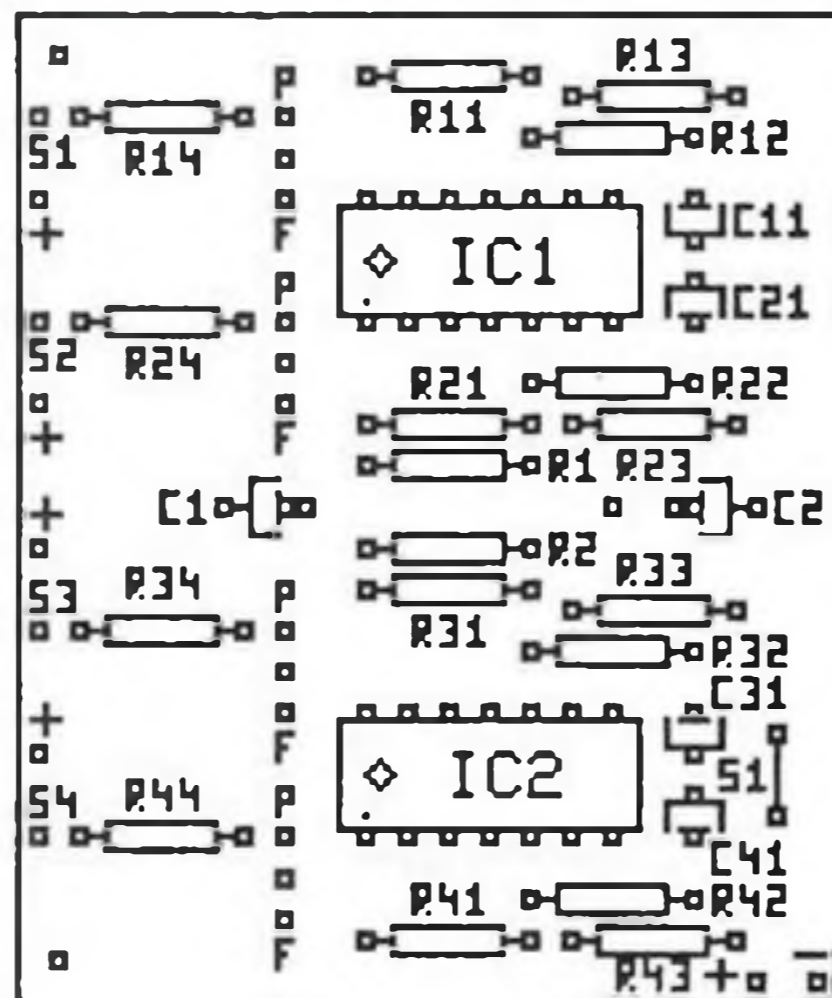 R13
P
R11
R12
S1
R14
+
F
IC1
C11
P
C21
S2
R24
R21
R22
+
F
R1
R23
+
C1
C2
R2
S3
R34
P
R33
R31
R32
C31
+
F
IC2
S1
S4
R44
P
C41
R41
R42
F
R43
+
-